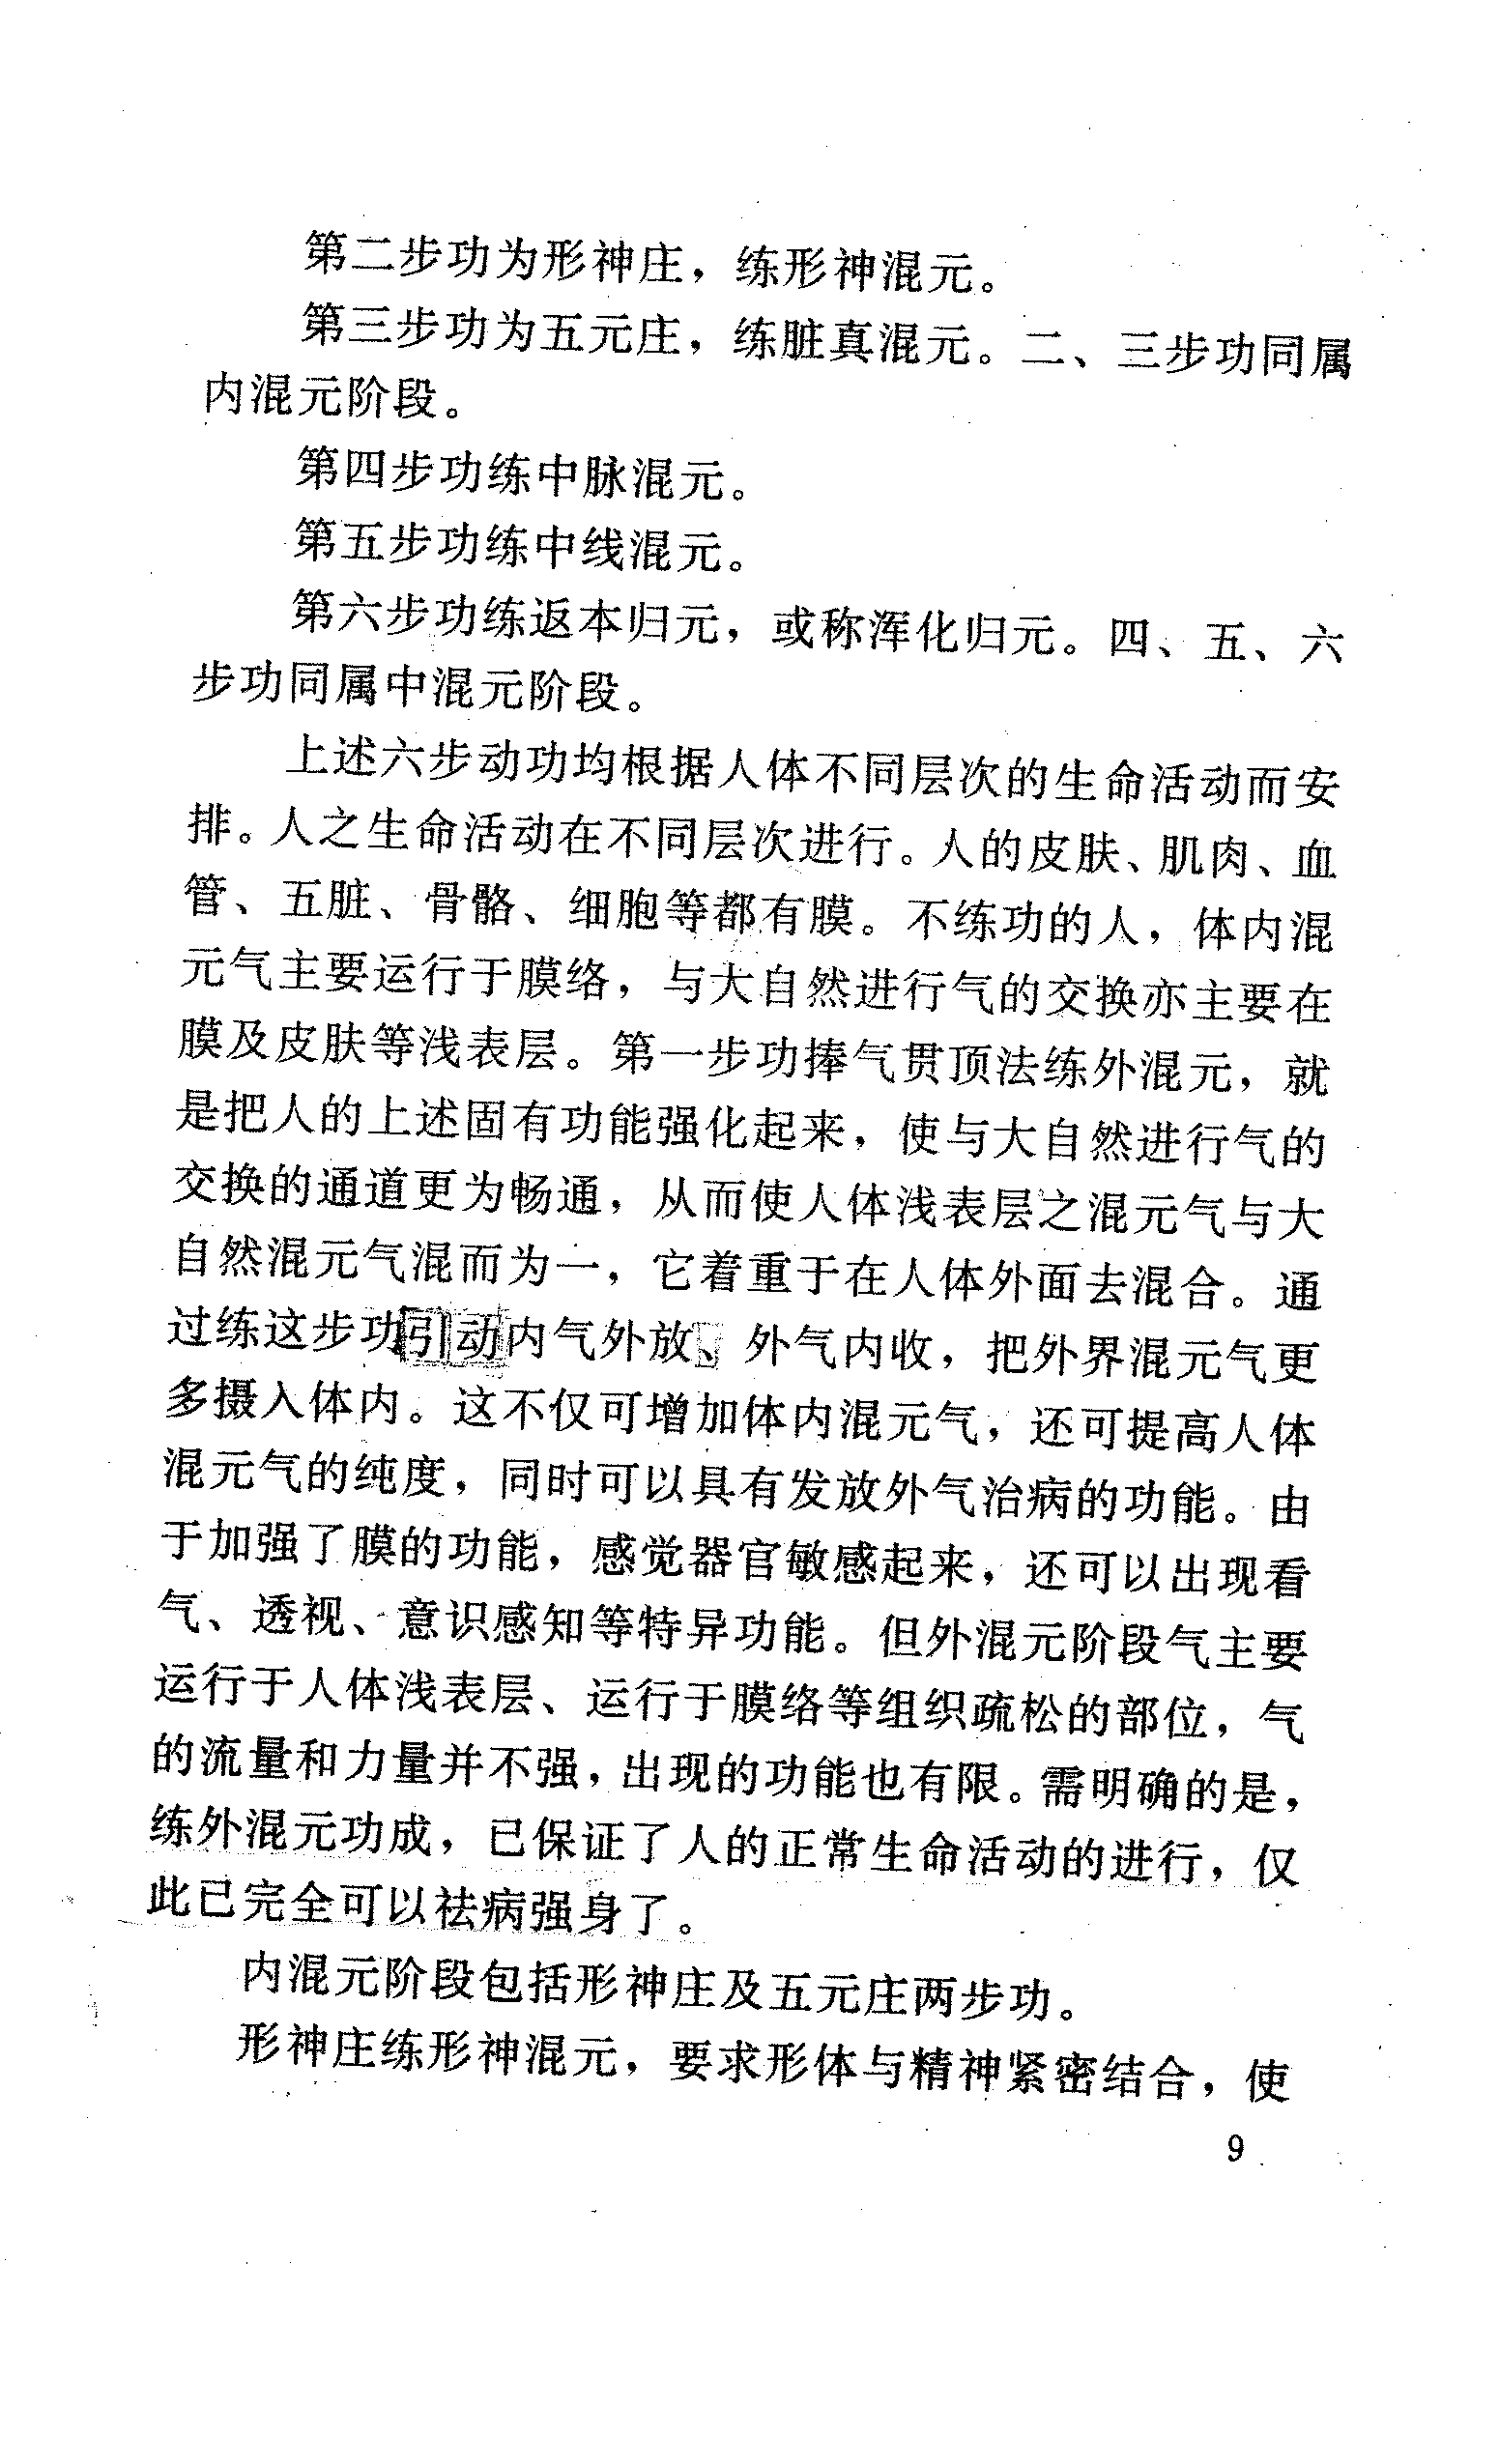 第二步功为形神庄，练形神混元。
第三步功为五元庄，练脏真混元。二、三步功同属
内混元阶段。
第四步功练中脉混元。
第五步功练中线混元。
第六步功练返本归元，或称浑化归元。四、五、六
步功同属中混元阶段。
上述六步动功均根据人体不同层次的生命活动而安
排。人之生命活动在不同层次进行。人的皮肤、肌肉、血
管、五脏、骨骼、细胞等都有膜。不练功的人，体内混
元气主要运行于膜络，与大自然进行气的交换亦主要在
膜及皮肤等浅表层。第一步功捧气贯顶法练外混元，就
是把人的上述固有功能强化起来，使与大自然进行气的
交换的通道更为畅通，从而使人体浅表层之混元气与大
自然混元气混而为一，它着重于在人体外面去混合。通
过练这步功引动内气外放、外气内收，把外界混元气更
多摄入体内。这不仅可增加体内混元气，还可提高人体
混元气的纯度，同时可以具有发放外气治病的功能。由
于加强了膜的功能，感觉器官敏感起来，还可以出现看
气、透视、意识感知等特异功能。但外混元阶段气主要
运行于人体浅表层、运行于膜络等组织疏松的部位，气
的流量和力量并不强，出现的功能也有限。需明确的是，
练外混元功成，已保证了人的正常生命活动的进行，仅
此已完全可以祛病强身了。
内混元阶段包括形神庄及五元庄两步功。
形神庄练形神混元，要求形体与精神紧密结合，使
9